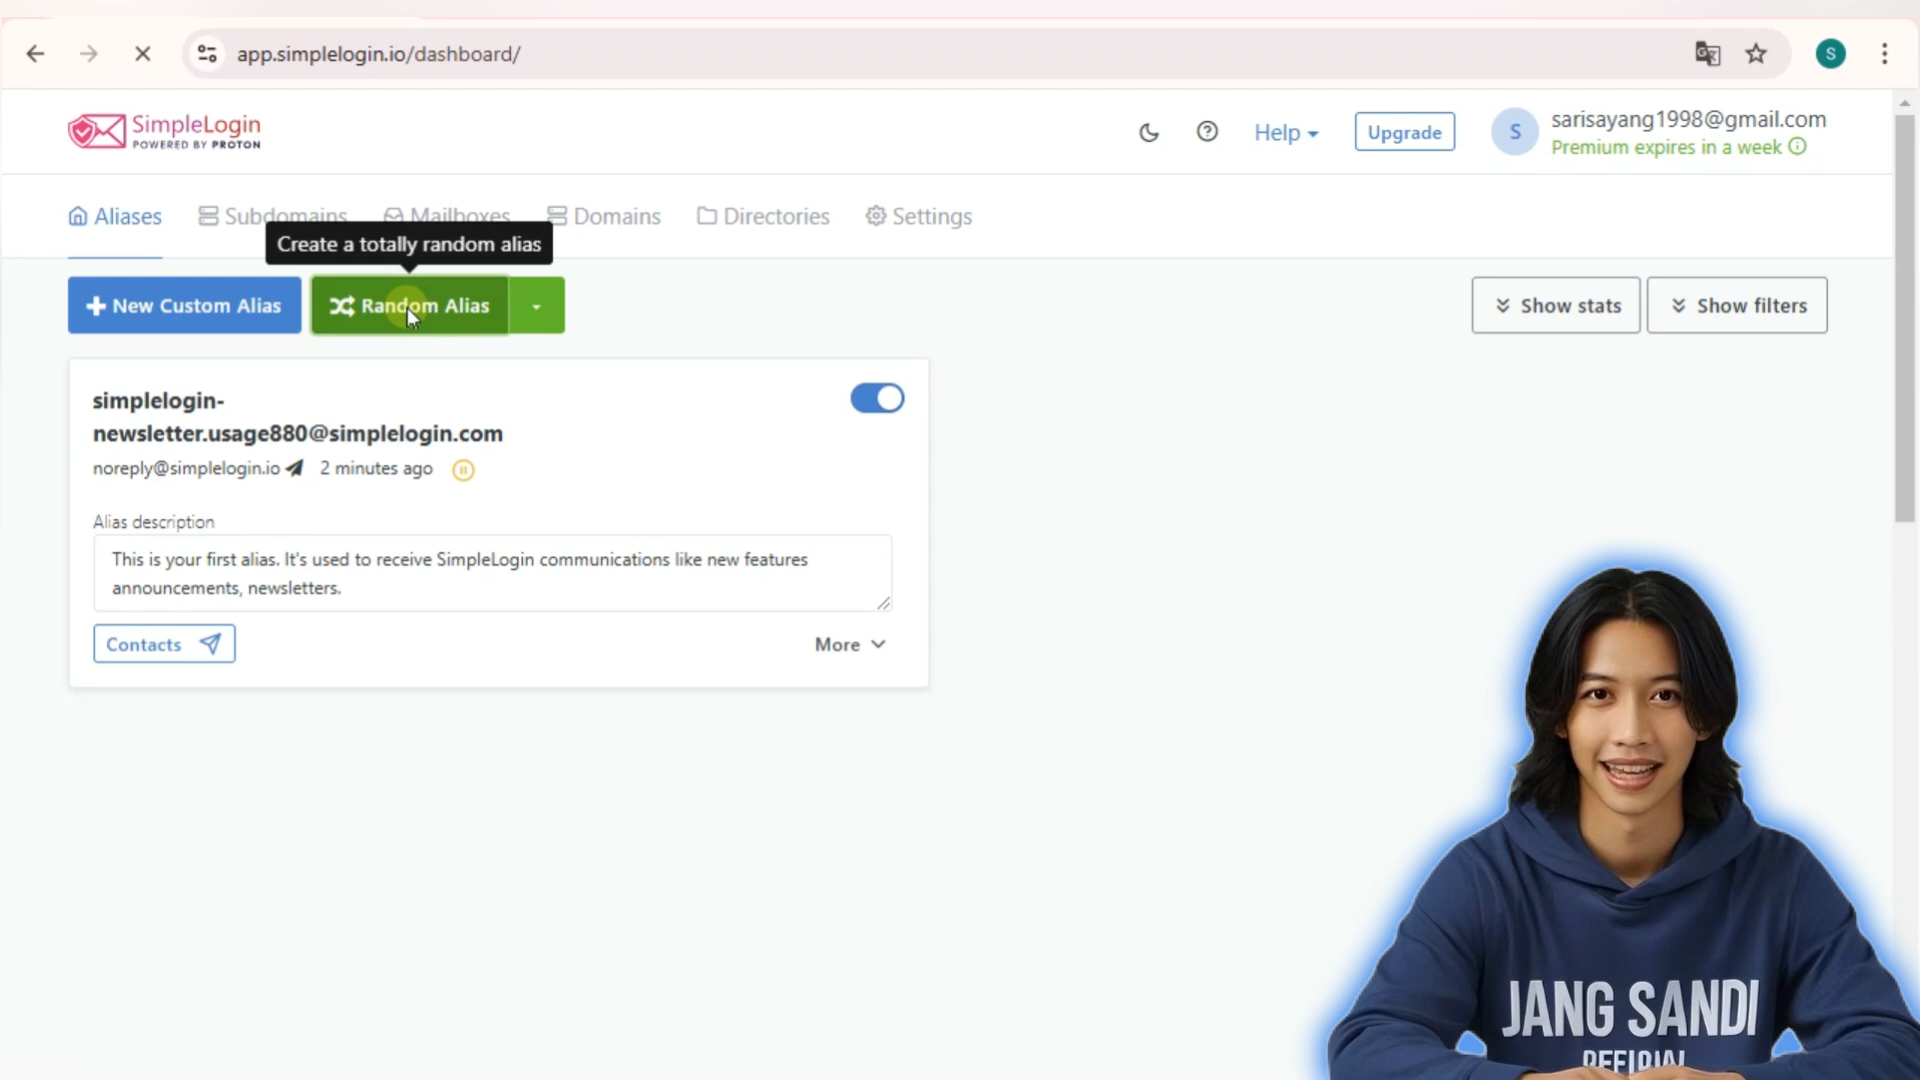 app.simplelogin.io/dashboard/
S
SimpleLogin
POWERED BY PROTON
Help
Upgrade
S
sarisayang1998@gmail.com
Premium expires in a week
Aliases
Subdomains
Mailboxes
Domains
Directories
Settings
Create a totally random alias
New Custom Alias
Random Alias
Show stats
Show filters
simplelogin-
newsletter.usage880@simplelogin.com
noreply@simplelogin.io
2 minutes ago
Alias description
This is your first alias. It's used to receive SimpleLogin communications like new features
announcements, newsletters.
Contacts
More
JANG SANDI